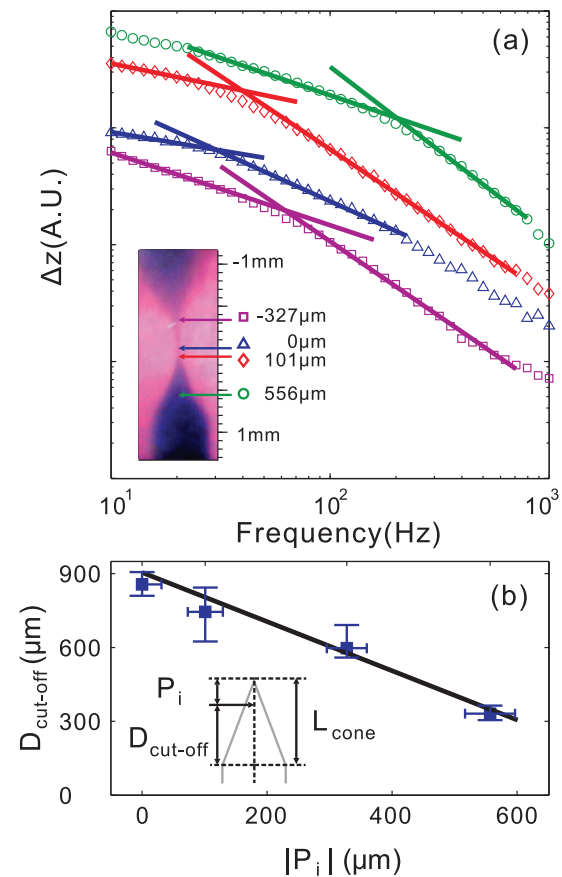 (a)
Δz(A.U.)
-1mm
-327μm
0μm
101μm
556μm
1mm
10¹ 10² 10³
Frequency(Hz)
(b)
D_cut-off (μm)
900
600
300
0
P_i
D_cut-off
L_cone
0 200 400 600
|P_i| (μm)